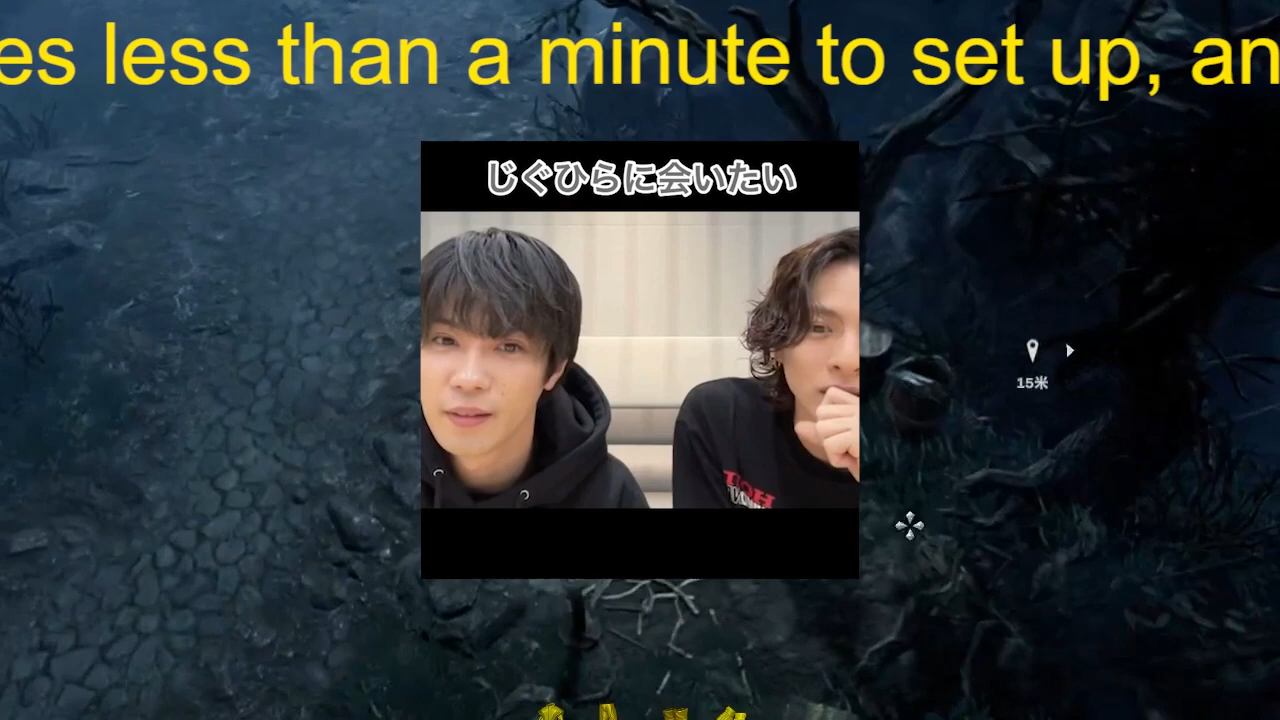 es less than a minute to set up, an
じぐひらに会いたい
15米